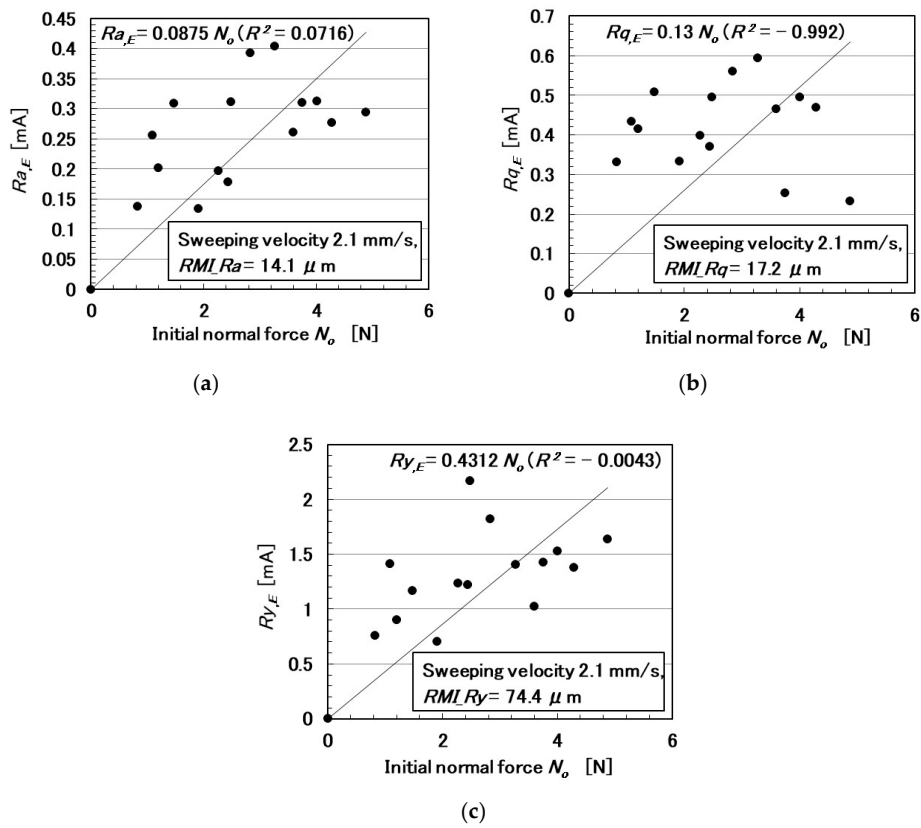 Ra,E = 0.0875 No (R² = 0.0716)
0.45
0.4
0.35
0.3
0.25
0.2
0.15
0.1
0.05
0
Ra,E [mA]
Sweeping velocity 2.1 mm/s,
RMI_Ra = 14.1 μm
0 2 4 6
Initial normal force No [N]
(a)
Rq,E = 0.13 No (R² = − 0.992)
0.7
0.6
0.5
0.4
0.3
0.2
0.1
0
Rq,E [mA]
Sweeping velocity 2.1 mm/s,
RMI_Rq = 17.2 μm
0 2 4 6
Initial normal force No [N]
(b)
Ry,E = 0.4312 No (R² = − 0.0043)
2.5
2
1.5
1
0.5
0
Ry,E [mA]
Sweeping velocity 2.1 mm/s,
RMI_Ry = 74.4 μm
0 2 4 6
Initial normal force No [N]
(c)